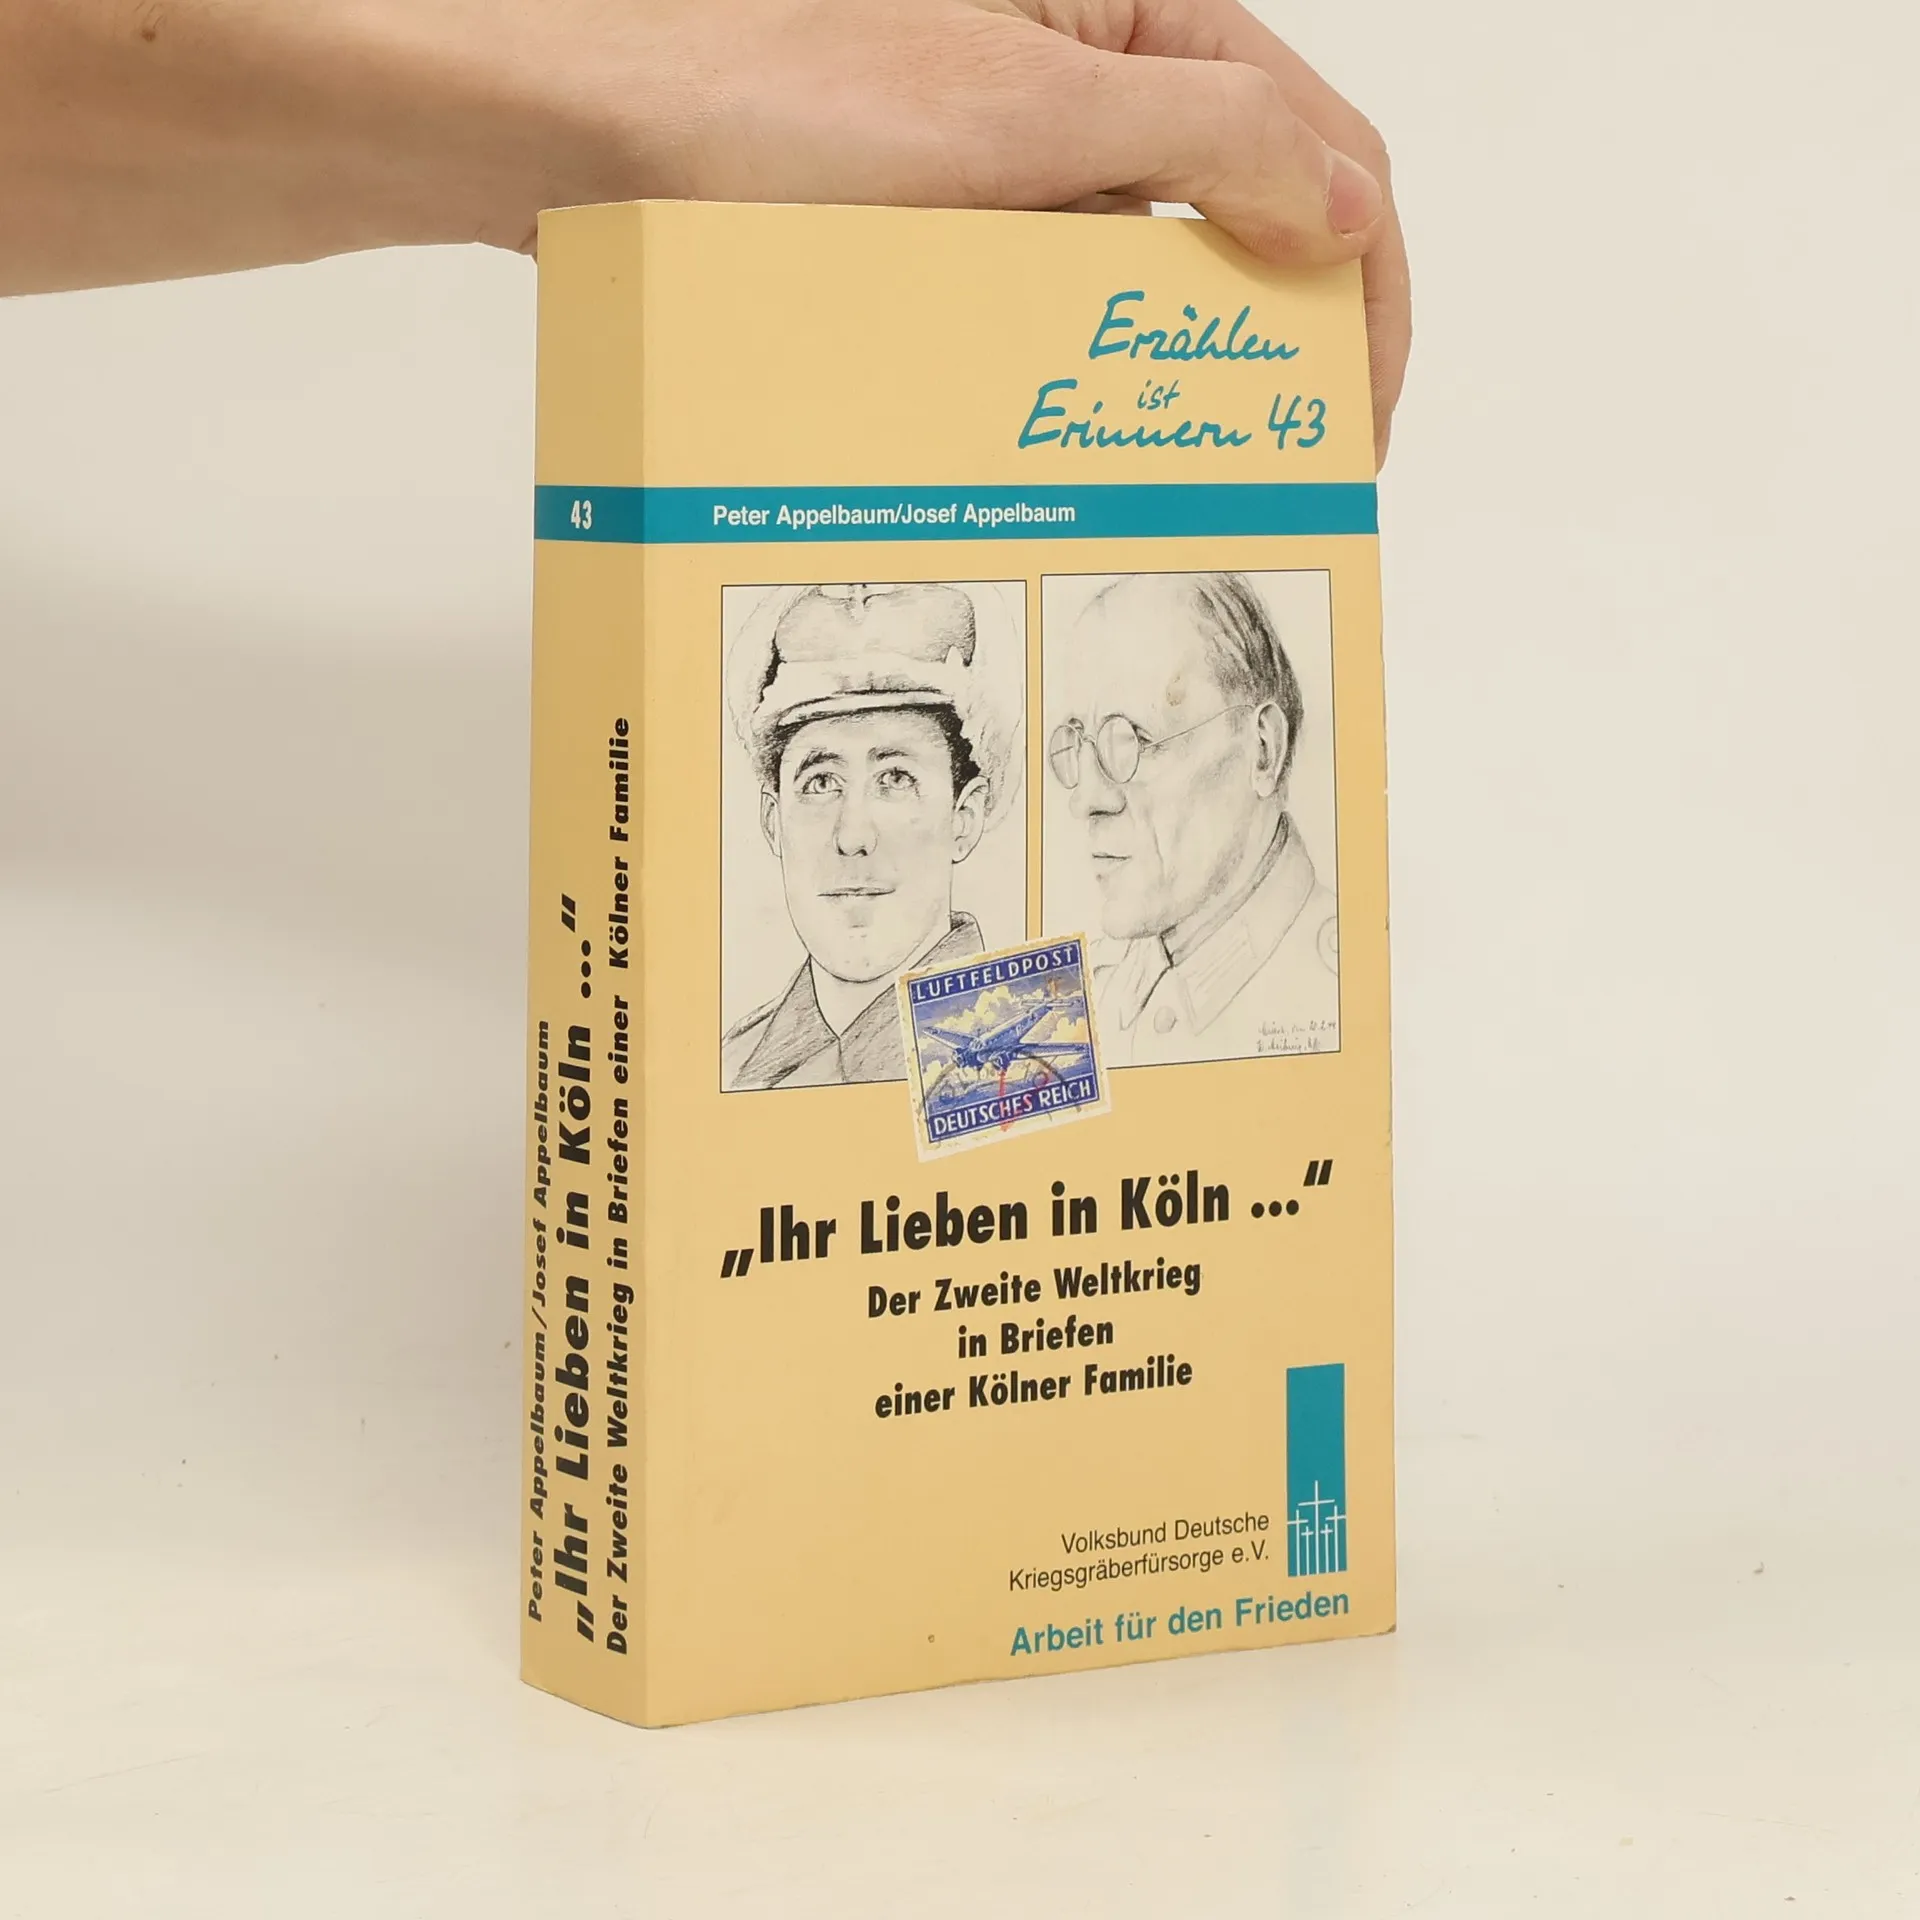 Erzählen
ist
Erinnern 43
43
Peter Appelbaum/Josef Appelbaum
LUFTFELDPOST
DEUTSCHES REICH
„Ihr Lieben in Köln ...“
Der Zweite Weltkrieg
in Briefen
einer Kölner Familie
Volksbund Deutsche
Kriegsgräberfürsorge e.V.
Arbeit für den Frieden
Peter Appelbaum/Josef Appelbaum
„Ihr Lieben in Köln ...“
Der Zweite Weltkrieg in Briefen einer Kölner Familie